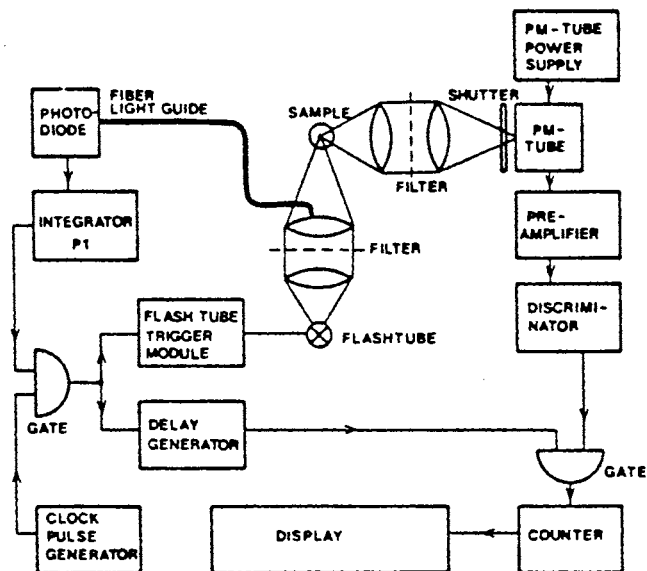 PM-TUBE
POWER
SUPPLY
FIBER
LIGHT GUIDE
PHOTO-
DIODE
SAMPLE
SHUTTER
PM-
TUBE
FILTER
INTEGRATOR
P1
PRE-
AMPLIFIER
FILTER
FLASH TUBE
TRIGGER
MODULE
FLASHTUBE
DISCRIMI-
NATOR
GATE
DELAY
GENERATOR
GATE
CLOCK
PULSE
GENERATOR
DISPLAY
COUNTER